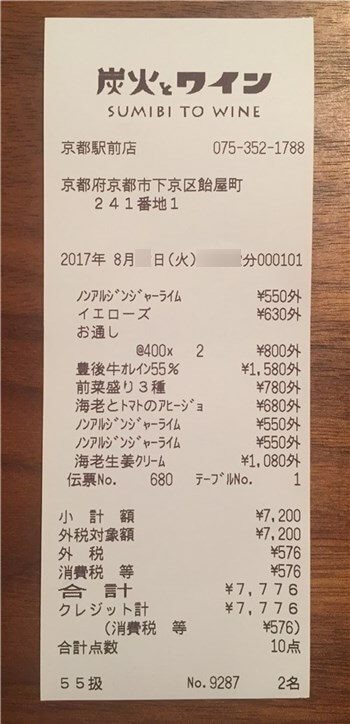 炭火とワイン
SUMIBI TO WINE
京都駅前店 075-352-1788
京都府京都市下京区飴屋町
241番地1
2017年 8月 日(火) 分000101
ﾉﾝｱﾙｼﾞﾝｼﾞｬｰﾗｲﾑ ¥550外
イエローズ ¥630外
お通し
@400x 2 ¥800外
豊後牛ｵﾚｲﾝ55% ¥1,580外
前菜盛り3種 ¥780外
海老とﾄﾏﾄのｱﾋｰｼﾞｮ ¥680外
ﾉﾝｱﾙｼﾞﾝｼﾞｬｰﾗｲﾑ ¥550外
ﾉﾝｱﾙｼﾞﾝｼﾞｬｰﾗｲﾑ ¥550外
海老生姜ｸﾘｰﾑ ¥1,080外
伝票No. 680 ﾃｰﾌﾞﾙNo. 1
小計額 ¥7,200
外税対象額 ¥7,200
外税 ¥576
消費税等 ¥576
合計 ¥7,776
クレジット計 ¥7,776
(消費税等 ¥576)
合計点数 10点
55扱 No.9287 2名